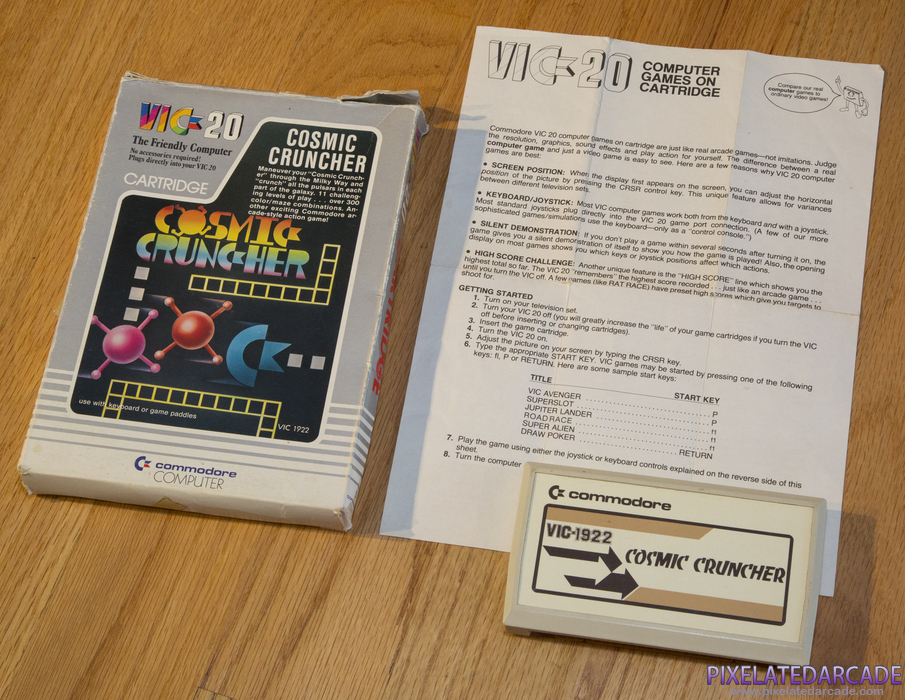 VIC-20
The Friendly Computer
No accessories required!
Plugs directly into your VIC 20
CARTRIDGE
COSMIC
CRUNCHER
Maneuver your "Cosmic Crunch-
er" through the Milky Way and
"crunch" all the pulsars in each
part of the galaxy. 11 challeng-
ing levels of play . . . over 300
color/maze combinations. An-
other exciting Commodore ar-
cade-style action game!
COSMIC
CRUNCHER
use with keyboard or game paddles
VIC 1922
commodore
COMPUTER
VIC-20
COMPUTER
GAMES ON
CARTRIDGE
Compare our real
computer games to
ordinary video games!
Commodore VIC 20 computer games on cartridge are just like real arcade games—not imitations. Judge
the resolution, graphics, sound effects and play action for yourself. The difference between a real
computer game and just a video game is easy to see. Here are a few reasons why VIC 20 computer
games are best:
• SCREEN POSITION: When the display first appears on the screen, you can adjust the horizontal
position of the picture by pressing the CRSR control key. This unique feature allows for variances
between different television sets.
• KEYBOARD/JOYSTICK: Most VIC computer games work both from the keyboard and with a joystick.
Most standard joysticks plug directly into the VIC 20 game port connector. (A few of our more
sophisticated games/simulations use the keyboard—only as a "control console.")
• SILENT DEMONSTRATION: If you don't play a game within several seconds after turning it on, the
game gives you a silent demonstration of itself to show you how the game is played! Also, the opening
display on most games shows you which keys or joystick positions affect which actions.
• HIGH SCORE CHALLENGE: Another unique feature is the "HIGH SCORE" line which shows you the
highest total so far. The VIC 20 "remembers" the highest score recorded . . . just like an arcade game . . .
until you turn the VIC off. A few games (like RAT RACE) have preset high scores which give you targets to
shoot for.
GETTING STARTED
1. Turn on your television set.
2. Turn your VIC 20 off (you will greatly increase the "life" of your game cartridges if you turn the VIC
off before inserting or changing cartridges).
3. Insert the game cartridge.
4. Turn the VIC 20 on.
5. Adjust the picture on your screen by typing the CRSR key.
6. Type the appropriate START KEY. VIC games may be started by pressing one of the following
keys: fl, P or RETURN. Here are some sample start keys:
TITLE START KEY
VIC AVENGER . . . . . P
SUPERSLOT . . . . . P
JUPITER LANDER . . . . . f1
ROAD RACE . . . . . f1
SUPER ALIEN . . . . . f1
DRAW POKER . . . . . RETURN
7. Play the game using either the joystick or keyboard controls explained on the reverse side of this
sheet.
8. Turn the computer
commodore
VIC-1922
COSMIC CRUNCHER
PIXELATEDARCADE
www.pixelatedarcade.com